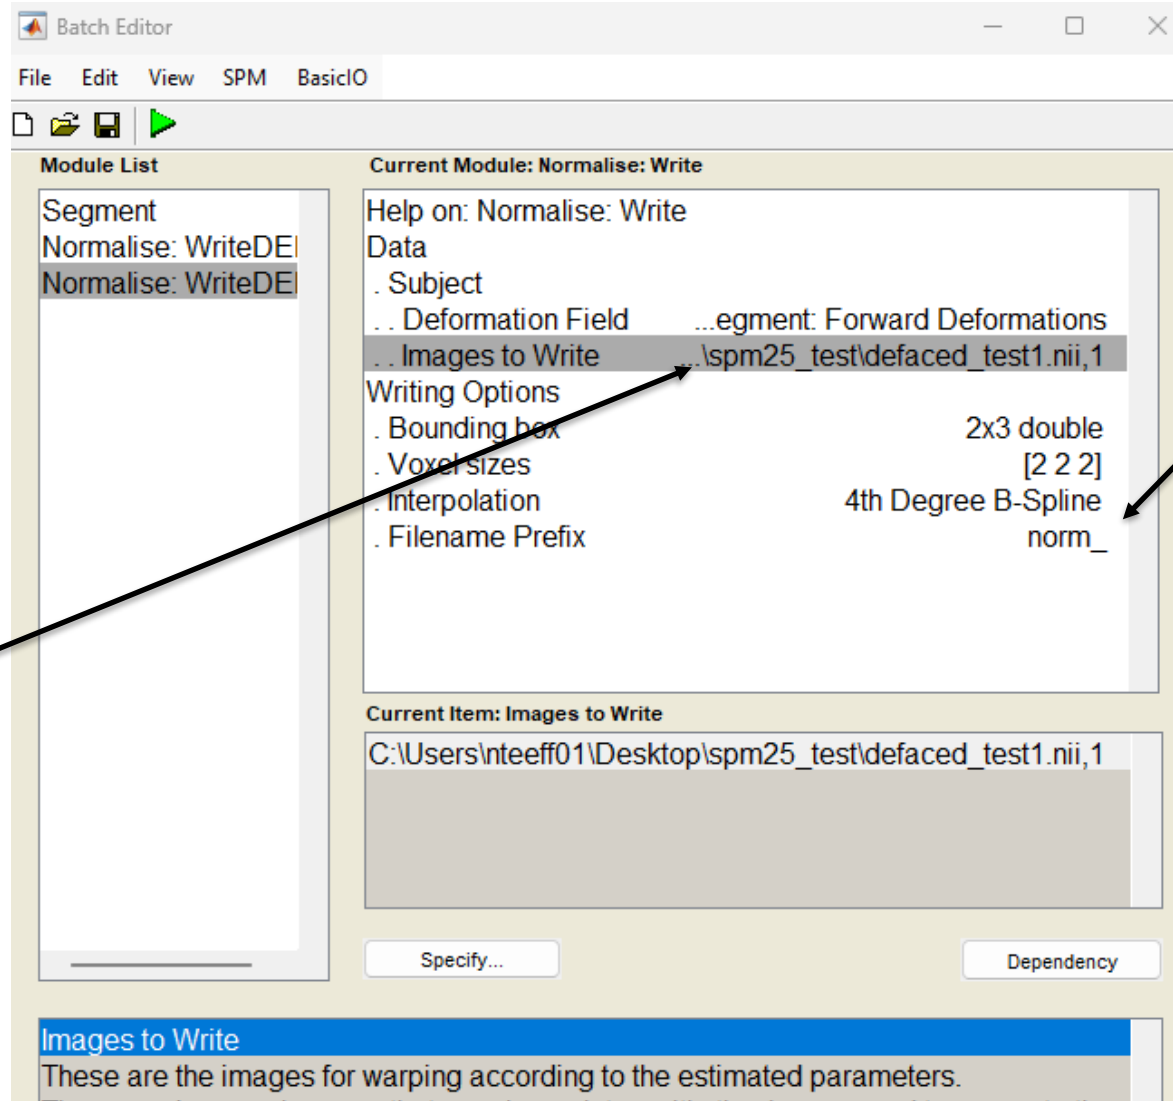 Batch Editor
File Edit View SPM BasicIO
Module List
Current Module: Normalise: Write
Segment
Normalise: WriteDE
Normalise: WriteDE
Help on: Normalise: Write
Data
. Subject
. . Deformation Field ...egment: Forward Deformations
. . Images to Write ...\spm25_test\defaced_test1.nii,1
Writing Options
. Bounding box 2x3 double
. Voxel sizes [2 2 2]
. Interpolation 4th Degree B-Spline
. Filename Prefix norm_
Current Item: Images to Write
C:\Users\nteeff01\Desktop\spm25_test\defaced_test1.nii,1
Specify...
Dependency
Images to Write
These are the images for warping according to the estimated parameters.